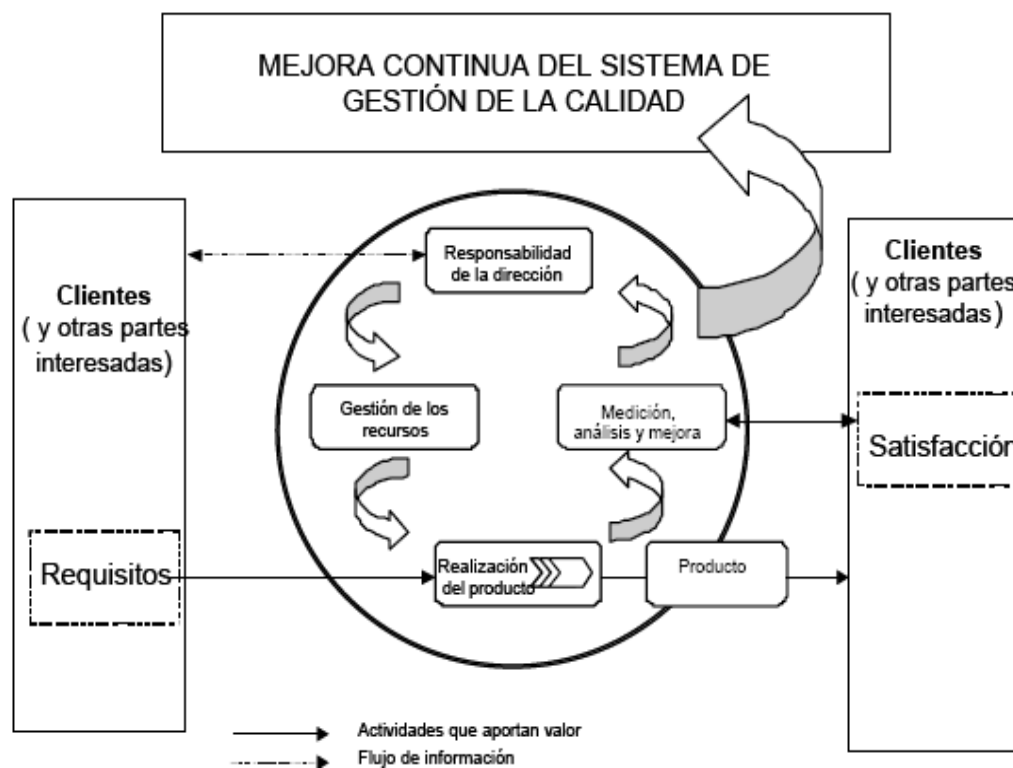 MEJORA CONTINUA DEL SISTEMA DE
GESTIÓN DE LA CALIDAD
Clientes
( y otras partes
interesadas)
Requisitos
Responsabilidad
de la dirección
Gestión de los
recursos
Medición,
análisis y mejora
Realización
del producto
Producto
Clientes
( y otras partes
interesadas)
Satisfacción
Actividades que aportan valor
Flujo de información